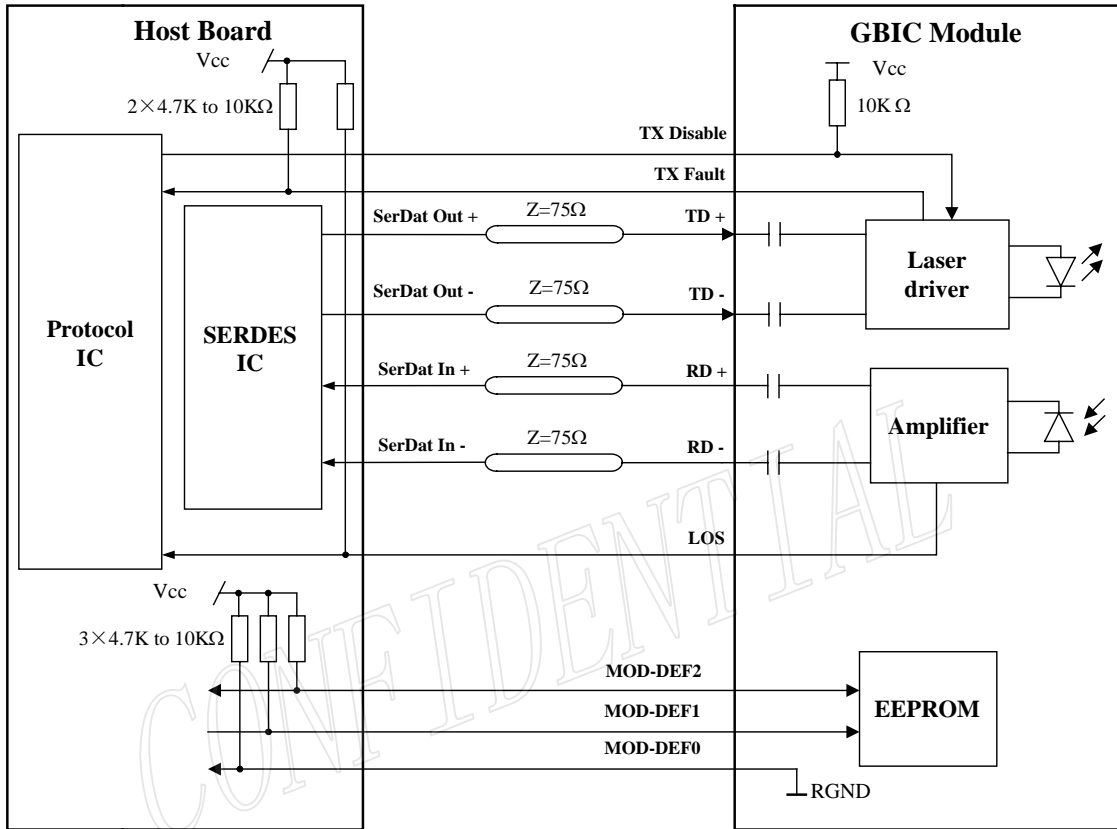 Host Board
GBIC Module
Vcc
Vcc
2×4.7K to 10KΩ
10K Ω
TX Disable
TX Fault
SerDat Out +
Z=75Ω
TD +
Laser
driver
SerDat Out -
Z=75Ω
TD -
Protocol
IC
SERDES
IC
SerDat In +
Z=75Ω
RD +
Amplifier
SerDat In -
Z=75Ω
RD -
LOS
Vcc
3×4.7K to 10KΩ
MOD-DEF2
EEPROM
MOD-DEF1
MOD-DEF0
RGND
CONFIDENTIAL